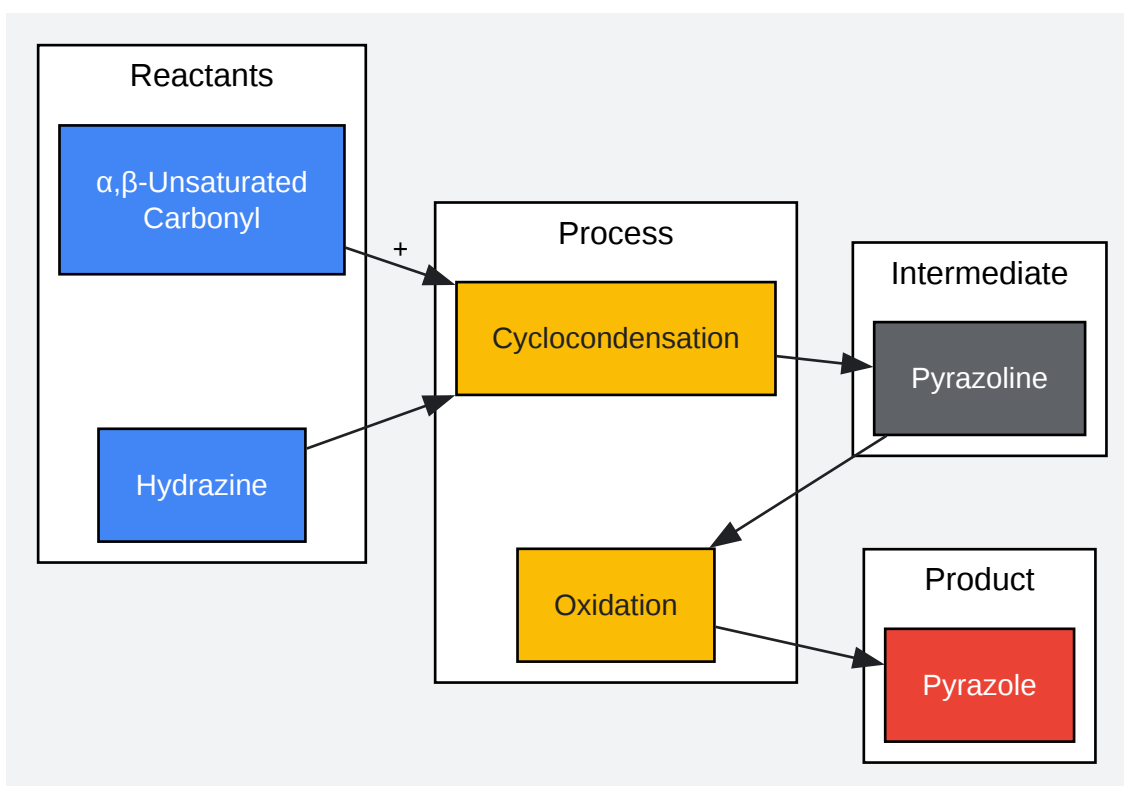 Reactants
α,β-Unsaturated
Carbonyl
+
Hydrazine
Process
Cyclocondensation
Oxidation
Intermediate
Pyrazoline
Product
Pyrazole